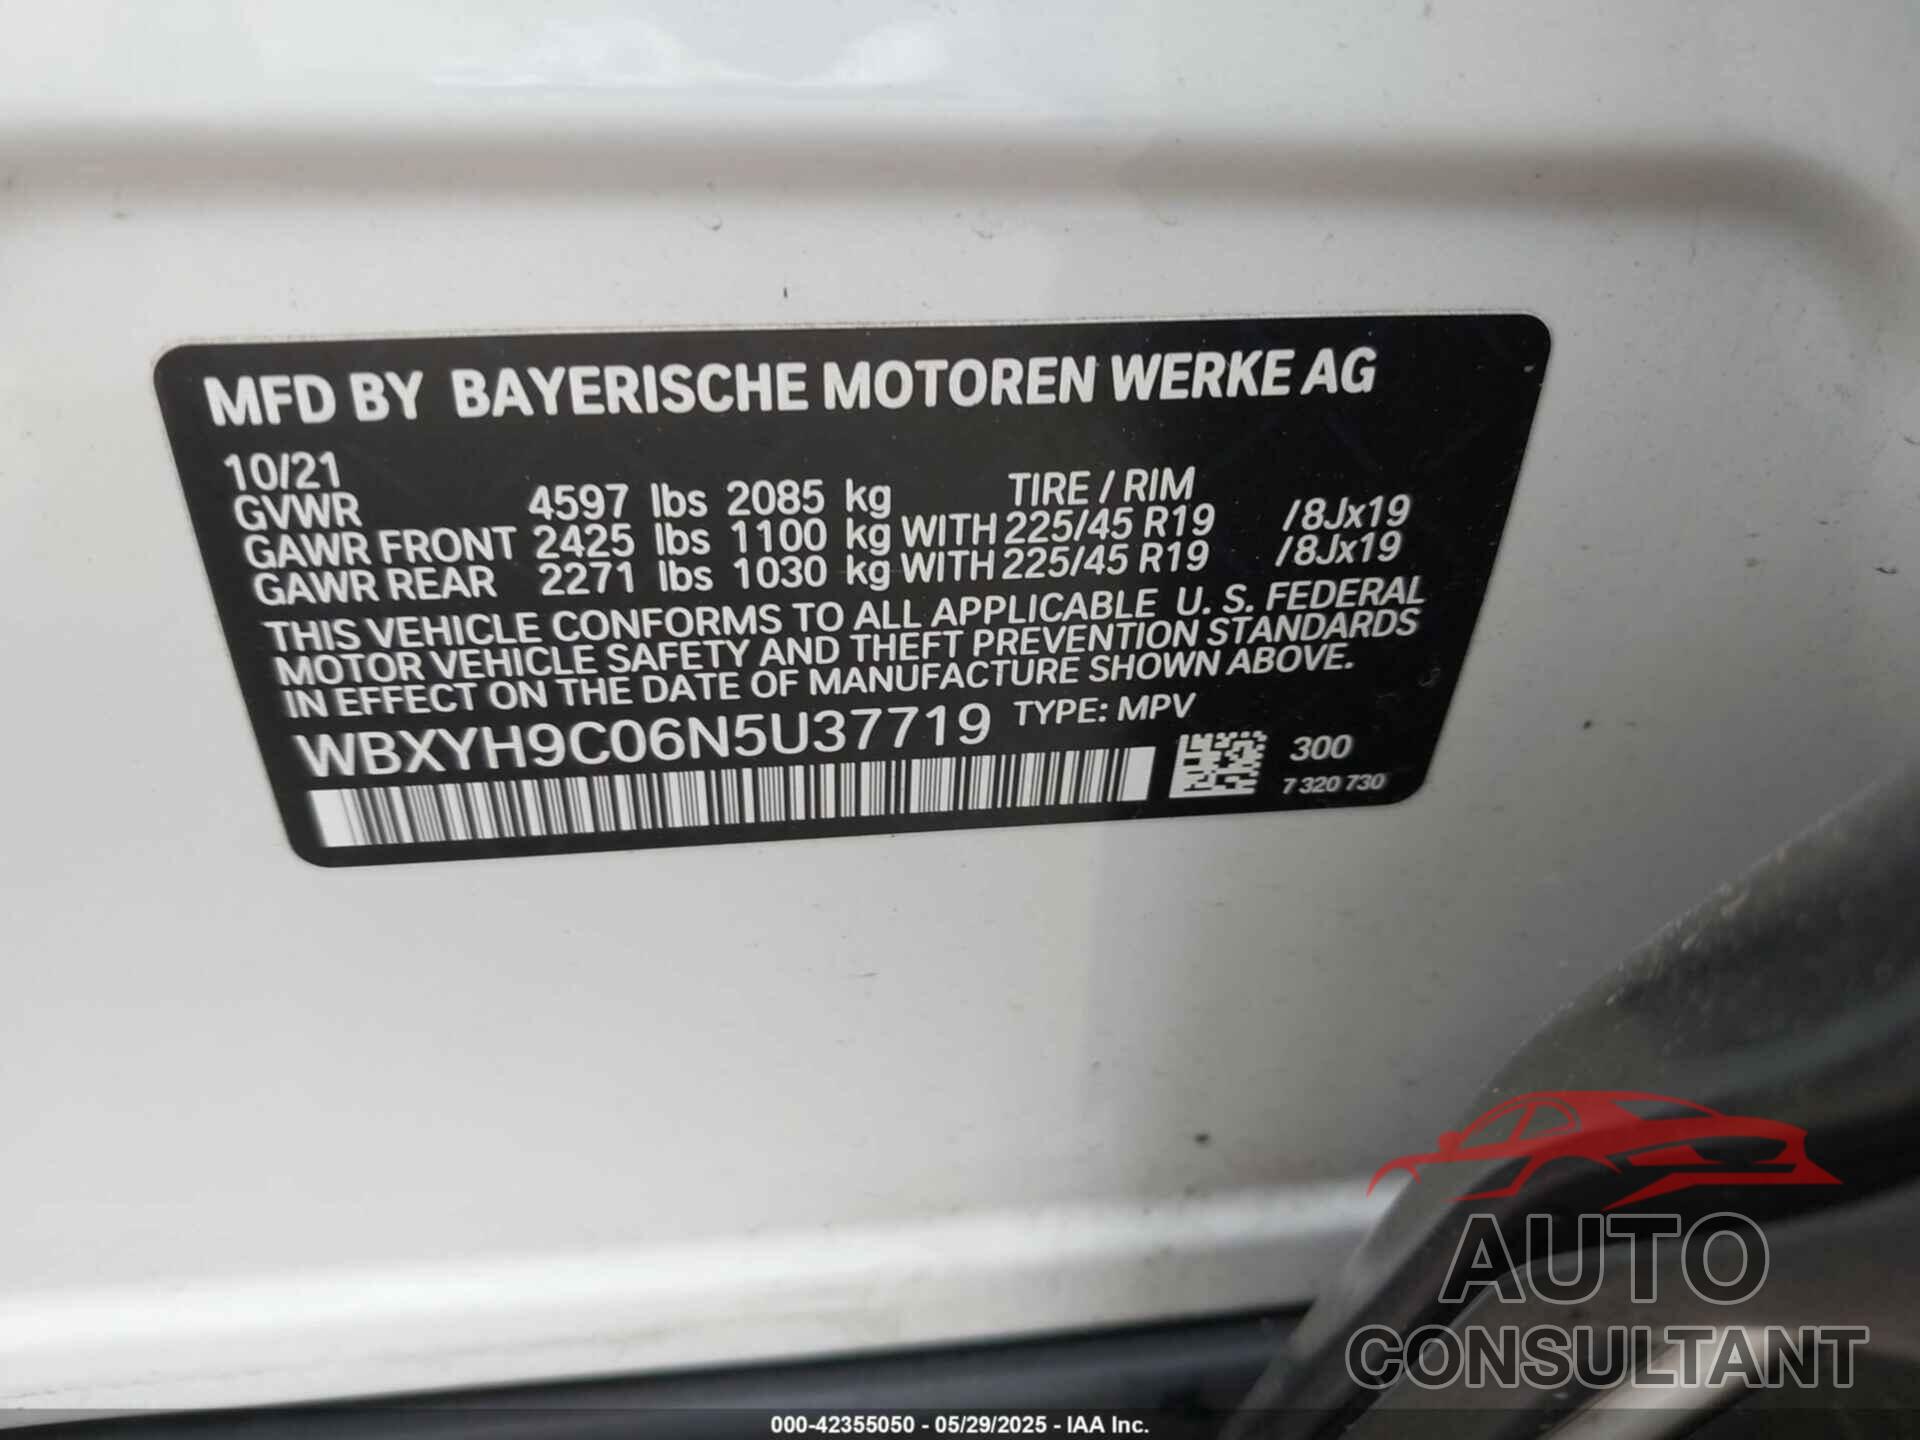 MFD BY BAYERISCHE MOTOREN WERKE AG
10/21
TIRE / RIM
GVWR 4597 lbs 2085 kg
GAWR FRONT 2425 lbs 1100 kg WITH 225/45 R19 /8Jx19
GAWR REAR 2271 lbs 1030 kg WITH 225/45 R19 /8Jx19
THIS VEHICLE CONFORMS TO ALL APPLICABLE U. S. FEDERAL
MOTOR VEHICLE SAFETY AND THEFT PREVENTION STANDARDS
IN EFFECT ON THE DATE OF MANUFACTURE SHOWN ABOVE.
WBXYH9C06N5U37719 TYPE: MPV
300
7 320 730
AUTO
CONSULTANT
000-42355050 - 05/29/2025 - IAA Inc.